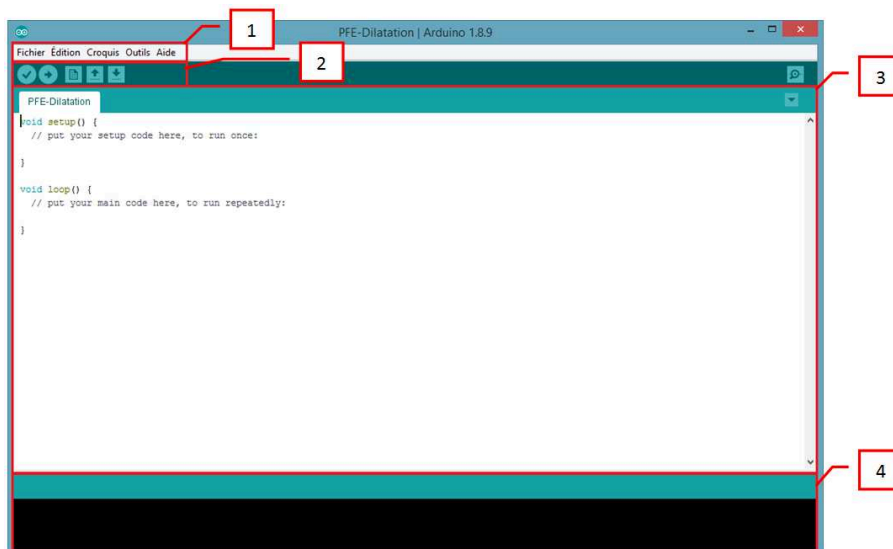 1
PFE-Dilatation | Arduino 1.8.9
Fichier Édition Croquis Outils Aide
2
3
PFE-Dilatation
void setup() {
// put your setup code here, to run once:
}
void loop() {
// put your main code here, to run repeatedly:
}
4